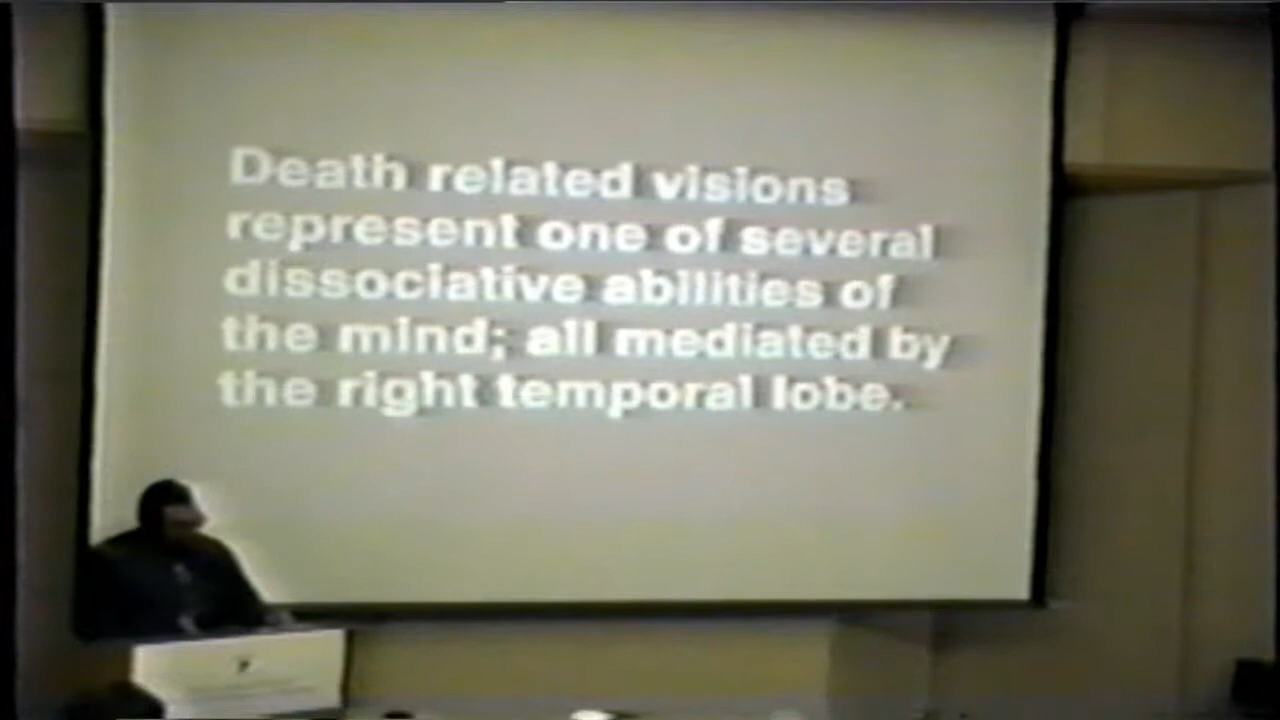 Death related visions
represent one of several
dissociative abilities of
the mind; all mediated by
the right temporal lobe.